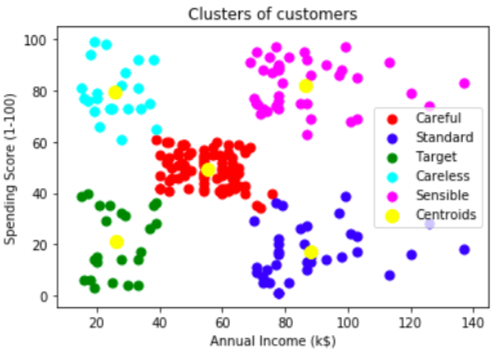 Clusters of customers
100
80
60
40
20
0
Spending Score (1-100)
Careful
Standard
Target
Careless
Sensible
Centroids
20 40 60 80 100 120 140
Annual Income (k$)